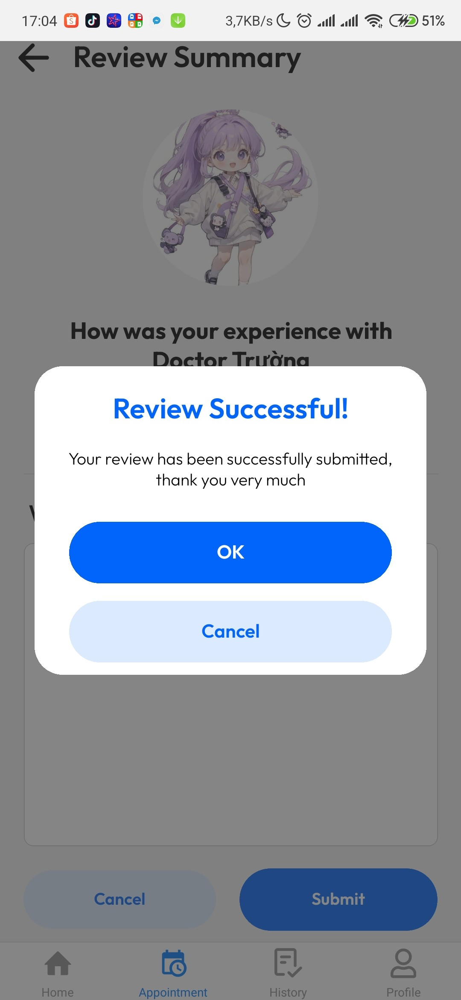 17:04 3,7KB/s 51%
Review Summary
How was your experience with
Doctor Trường
Review Successful!
Your review has been successfully submitted,
thank you very much
OK
Cancel
Cancel Submit
Home Appointment History Profile